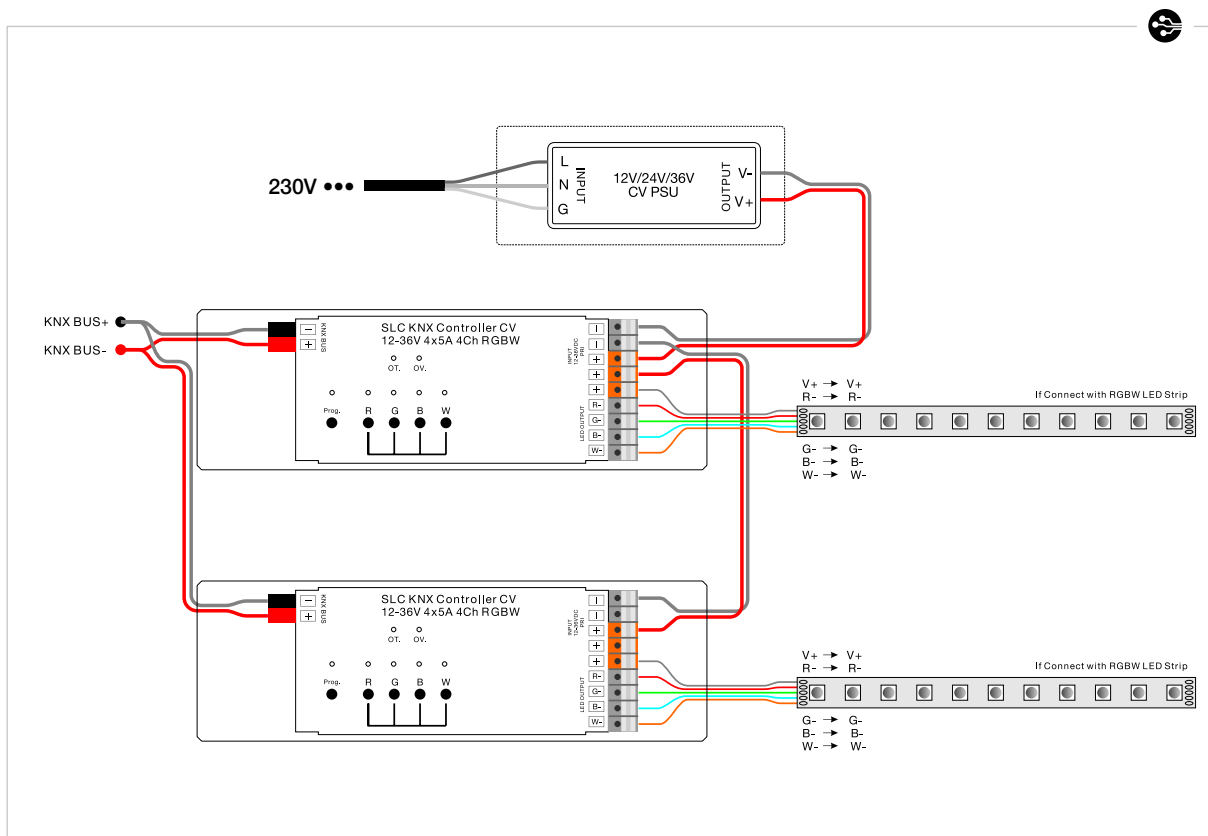 L
N
G
INPUT
12V/24V/36V
CV PSU
OUTPUT
V-
V+
230V •••
KNX BUS+
KNX BUS-
- KNX BUS
+
SLC KNX Controller CV
12-36V 4x5A 4Ch RGBW
OT. OV.
Prog. R G B W
INPUT
12-36VDC
PRI
LED OUTPUT
-
-
+
+
+
R-
G-
B-
W-
V+ → V+
R- → R-
If Connect with RGBW LED Strip
G- → G-
B- → B-
W- → W-
- KNX BUS
+
SLC KNX Controller CV
12-36V 4x5A 4Ch RGBW
OT. OV.
Prog. R G B W
INPUT
12-36VDC
PRI
LED OUTPUT
-
-
+
+
+
R-
G-
B-
W-
V+ → V+
R- → R-
If Connect with RGBW LED Strip
G- → G-
B- → B-
W- → W-